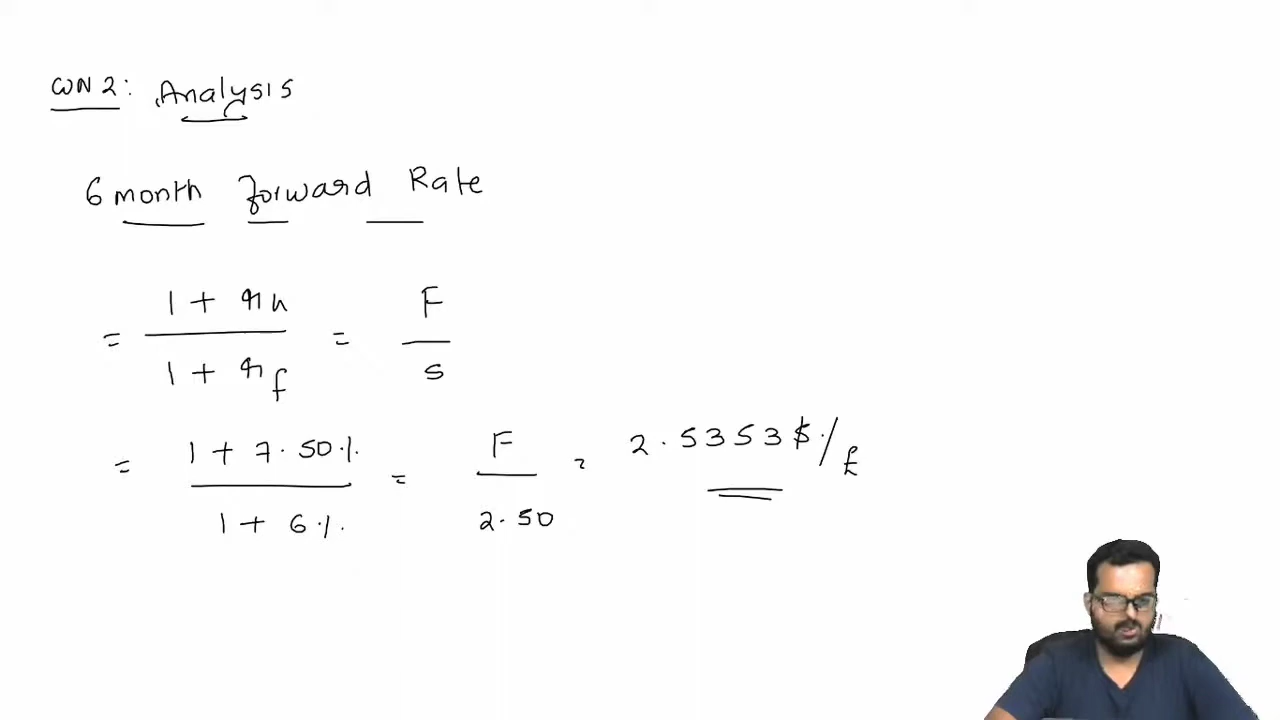 WN 2: Analysis
6 month forward Rate
= 1 + rh / 1 + rf = F / S
= 1 + 7.50% / 1 + 6% = F / 2.50 = 2.5353 $/£